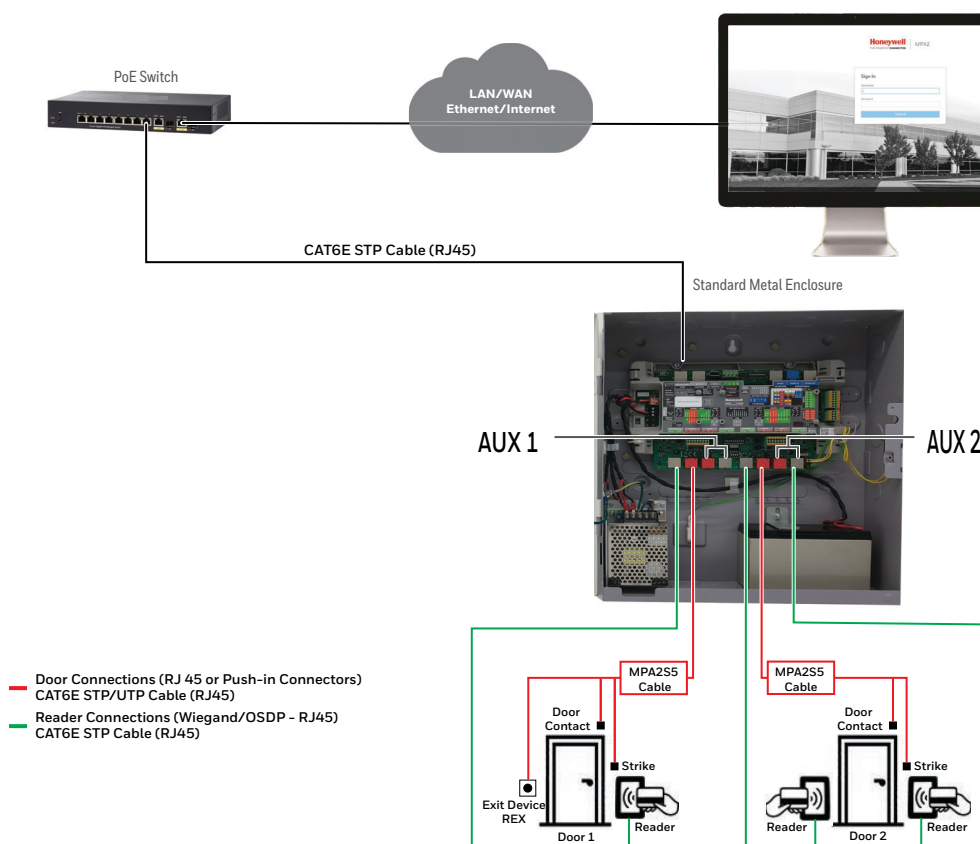 Honeywell
MPA2
Sign In
PoE Switch
LAN/WAN
Ethernet/Internet
CAT6E STP Cable (RJ45)
Standard Metal Enclosure
AUX 1
AUX 2
Door Connections (RJ 45 or Push-in Connectors)
CAT6E STP/UTP Cable (RJ45)
Reader Connections (Wiegand/OSDP - RJ45)
CAT6E STP Cable (RJ45)
MPA2S5
Cable
MPA2S5
Cable
Door
Contact
Strike
Exit Device
REX
Reader
Door 1
Door
Contact
Strike
Reader
Reader
Door 2